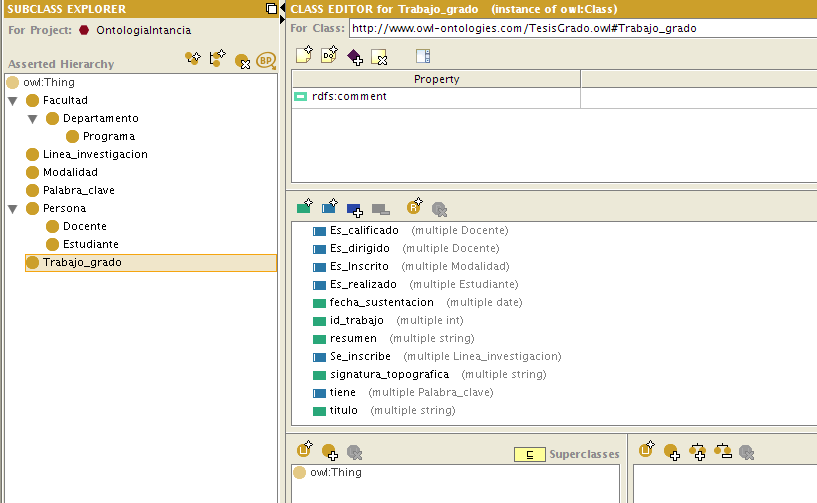 SUBCLASS EXPLORER
For Project: OntologiaIntancia
Asserted Hierarchy
BP
owl:Thing
Facultad
Departamento
Programa
Linea_investigacion
Modalidad
Palabra_clave
Persona
Docente
Estudiante
Trabajo_grado
CLASS EDITOR for Trabajo_grado (instance of owl:Class)
For Class: http://www.owl-ontologies.com/TesisGrado.owl#Trabajo_grado
Property
rdfs:comment
Es_calificado (multiple Docente)
Es_dirigido (multiple Docente)
Es_Inscrito (multiple Modalidad)
Es_realizado (multiple Estudiante)
fecha_sustentacion (multiple date)
id_trabajo (multiple int)
resumen (multiple string)
Se_inscribe (multiple Linea_investigacion)
signatura_topografica (multiple string)
tiene (multiple Palabra_clave)
titulo (multiple string)
⊑ Superclasses
owl:Thing